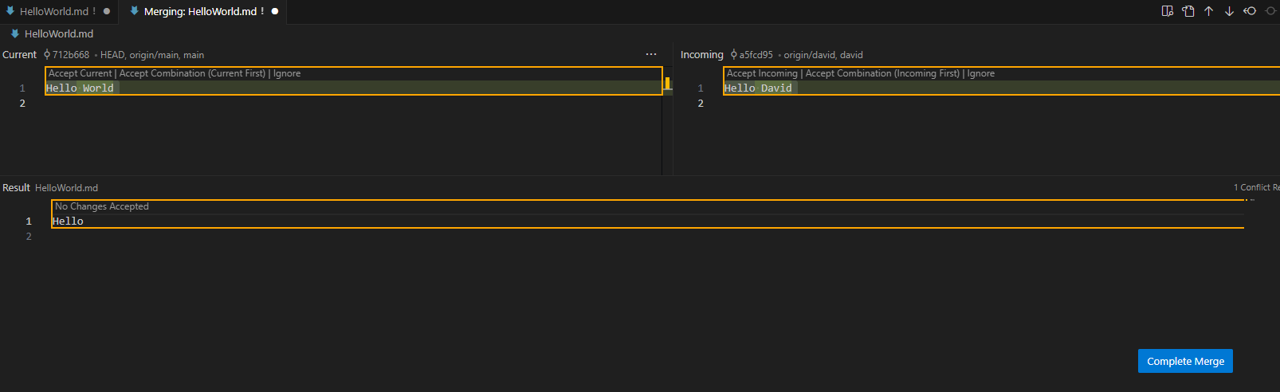 HelloWorld.md ! Merging: HelloWorld.md !
HelloWorld.md
Current 712b668 • HEAD, origin/main, main ···
Incoming a5fcd95 • origin/david, david
Accept Current | Accept Combination (Current First) | Ignore
1 Hello World
2
Accept Incoming | Accept Combination (Incoming First) | Ignore
1 Hello David
2
Result HelloWorld.md
1 Conflict Re
No Changes Accepted
1 Hello
2
Complete Merge